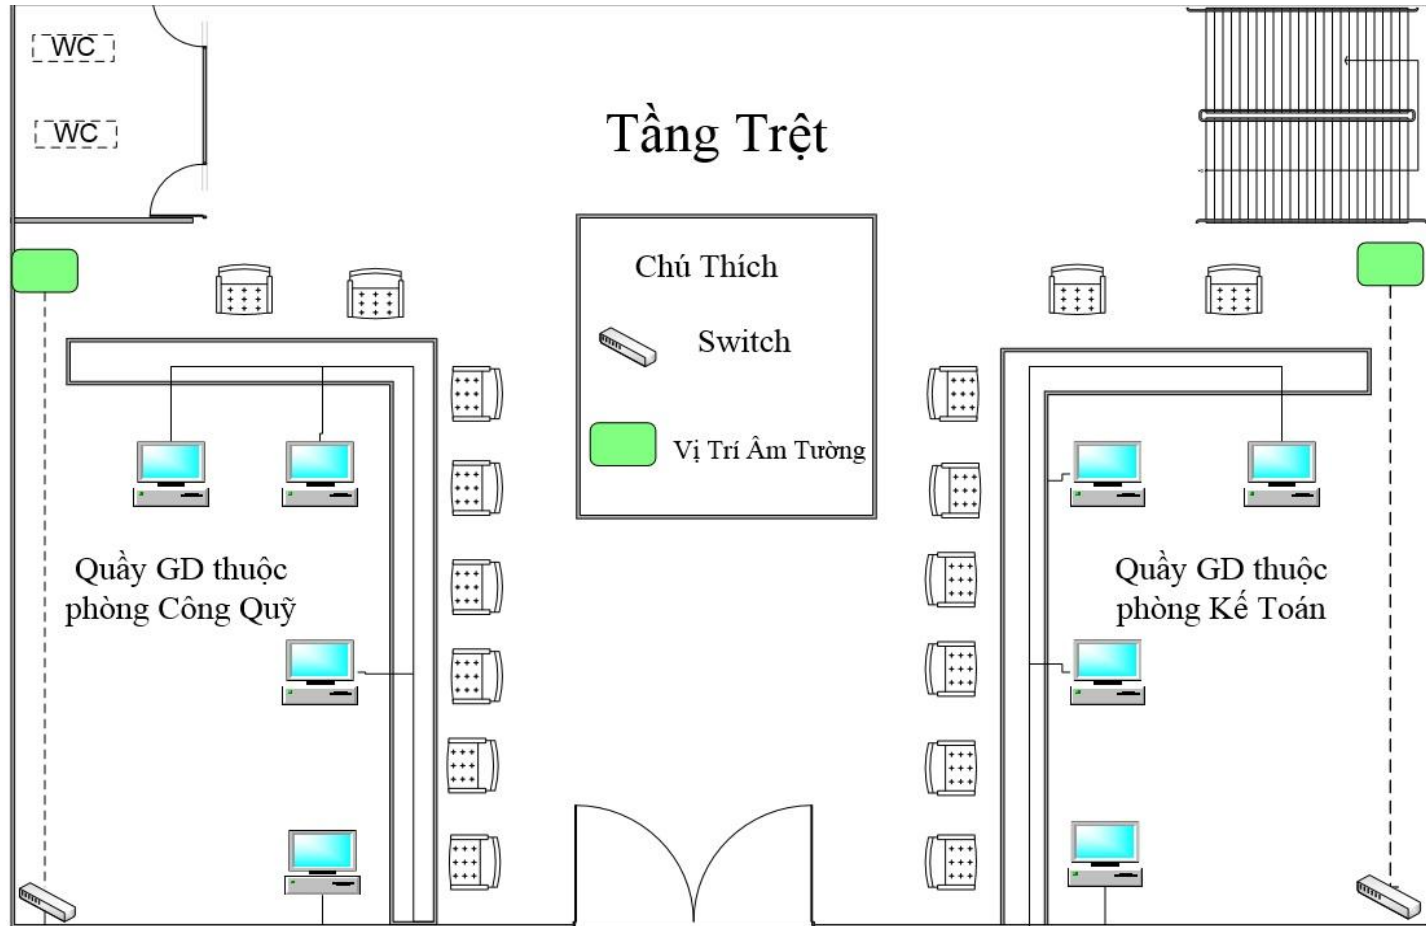 WC
WC
Tầng Trệt
Chú Thích
Switch
Vị Trí Âm Tường
Quầy GD thuộc
phòng Công Quỹ
Quầy GD thuộc
phòng Kế Toán